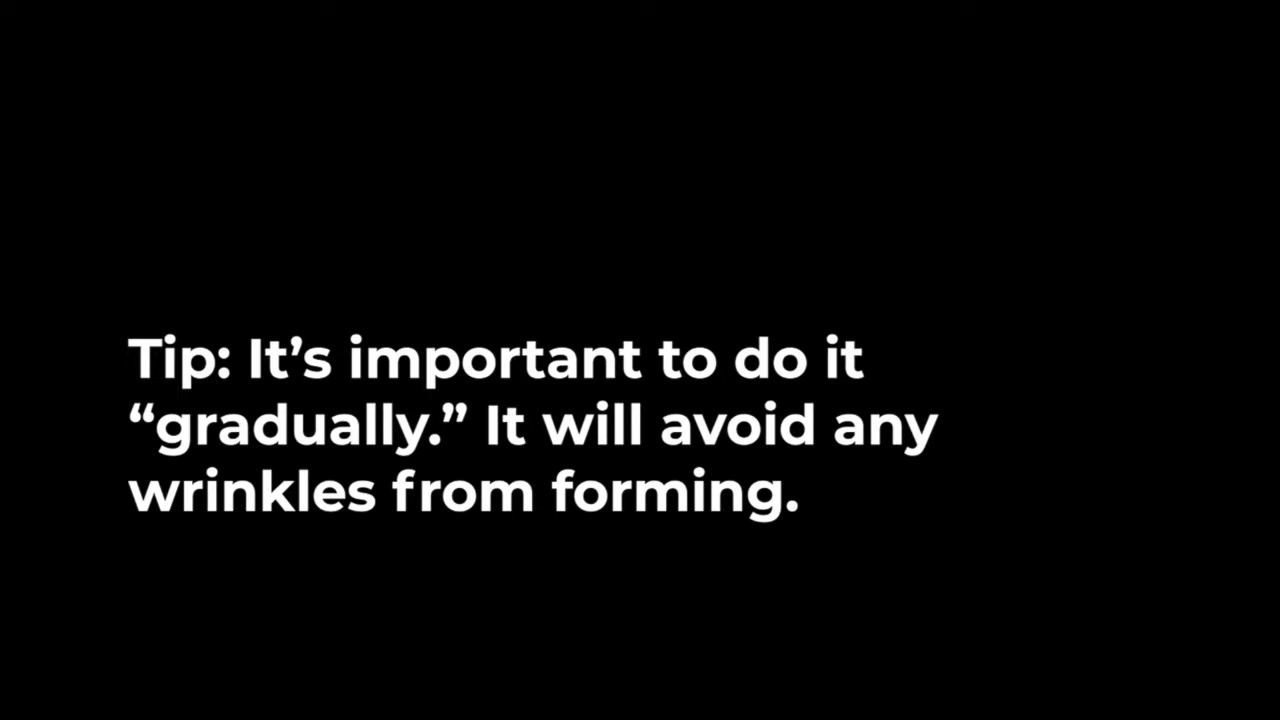 Tip: It’s important to do it
“gradually.” It will avoid any
wrinkles from forming.